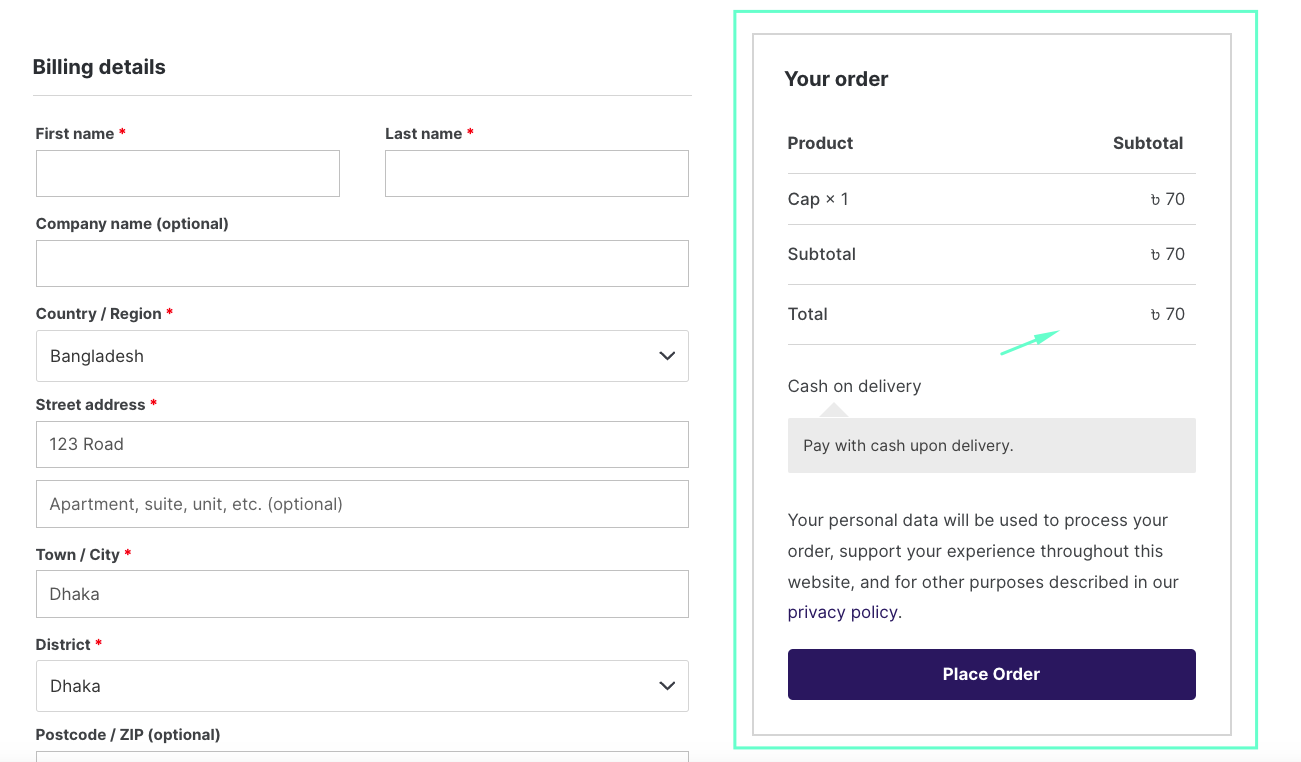 Billing details
First name *
Last name *
Company name (optional)
Country / Region *
Bangladesh
Street address *
123 Road
Apartment, suite, unit, etc. (optional)
Town / City *
Dhaka
District *
Dhaka
Postcode / ZIP (optional)
Your order
Product Subtotal
Cap × 1 ৳ 70
Subtotal ৳ 70
Total ৳ 70
Cash on delivery
Pay with cash upon delivery.
Your personal data will be used to process your
order, support your experience throughout this
website, and for other purposes described in our
privacy policy.
Place Order